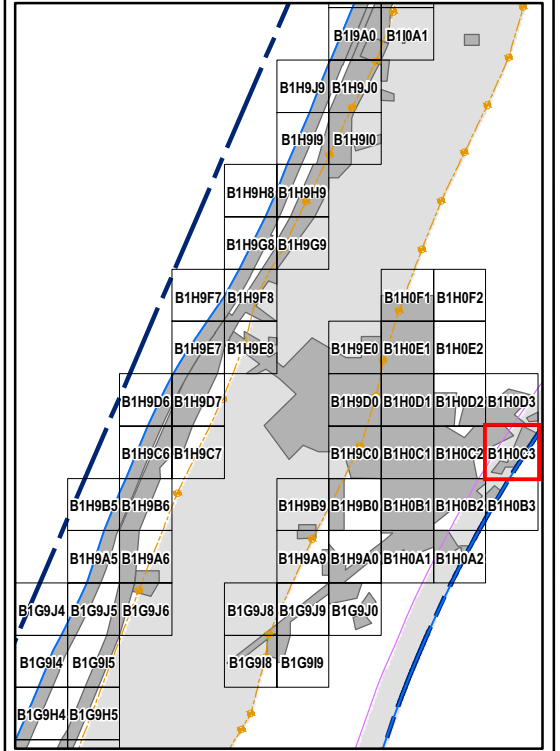 B1I9A0 B1I0A1
B1H9J9 B1H9J0
B1H9I9 B1H9I0
B1H9H8 B1H9H9
B1H9G8 B1H9G9
B1H9F7 B1H9F8 B1H0F1 B1H0F2
B1H9E7 B1H9E8 B1H9E0 B1H0E1 B1H0E2
B1H9D6 B1H9D7 B1H9D0 B1H0D1 B1H0D2 B1H0D3
B1H9C6 B1H9C7 B1H9C0 B1H0C1 B1H0C2 B1H0C3
B1H9B5 B1H9B6 B1H9B9 B1H9B0 B1H0B1 B1H0B2 B1H0B3
B1H9A5 B1H9A6 B1H9A9 B1H9A0 B1H0A1 B1H0A2
B1G9J4 B1G9J5 B1G9J6 B1G9J8 B1G9J9 B1G9J0
B1G9I4 B1G9I5 B1G9I8 B1G9I9
B1G9H4 B1G9H5